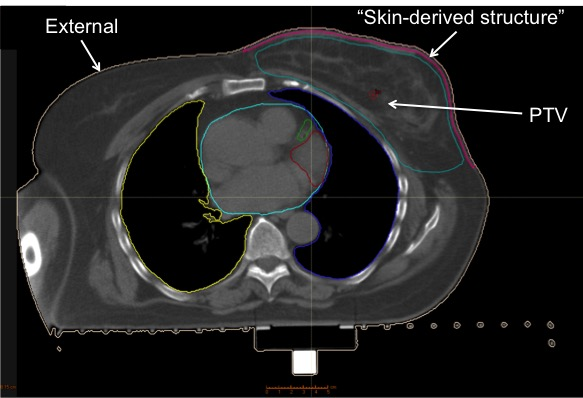 “Skin-derived structure”
External
PTV